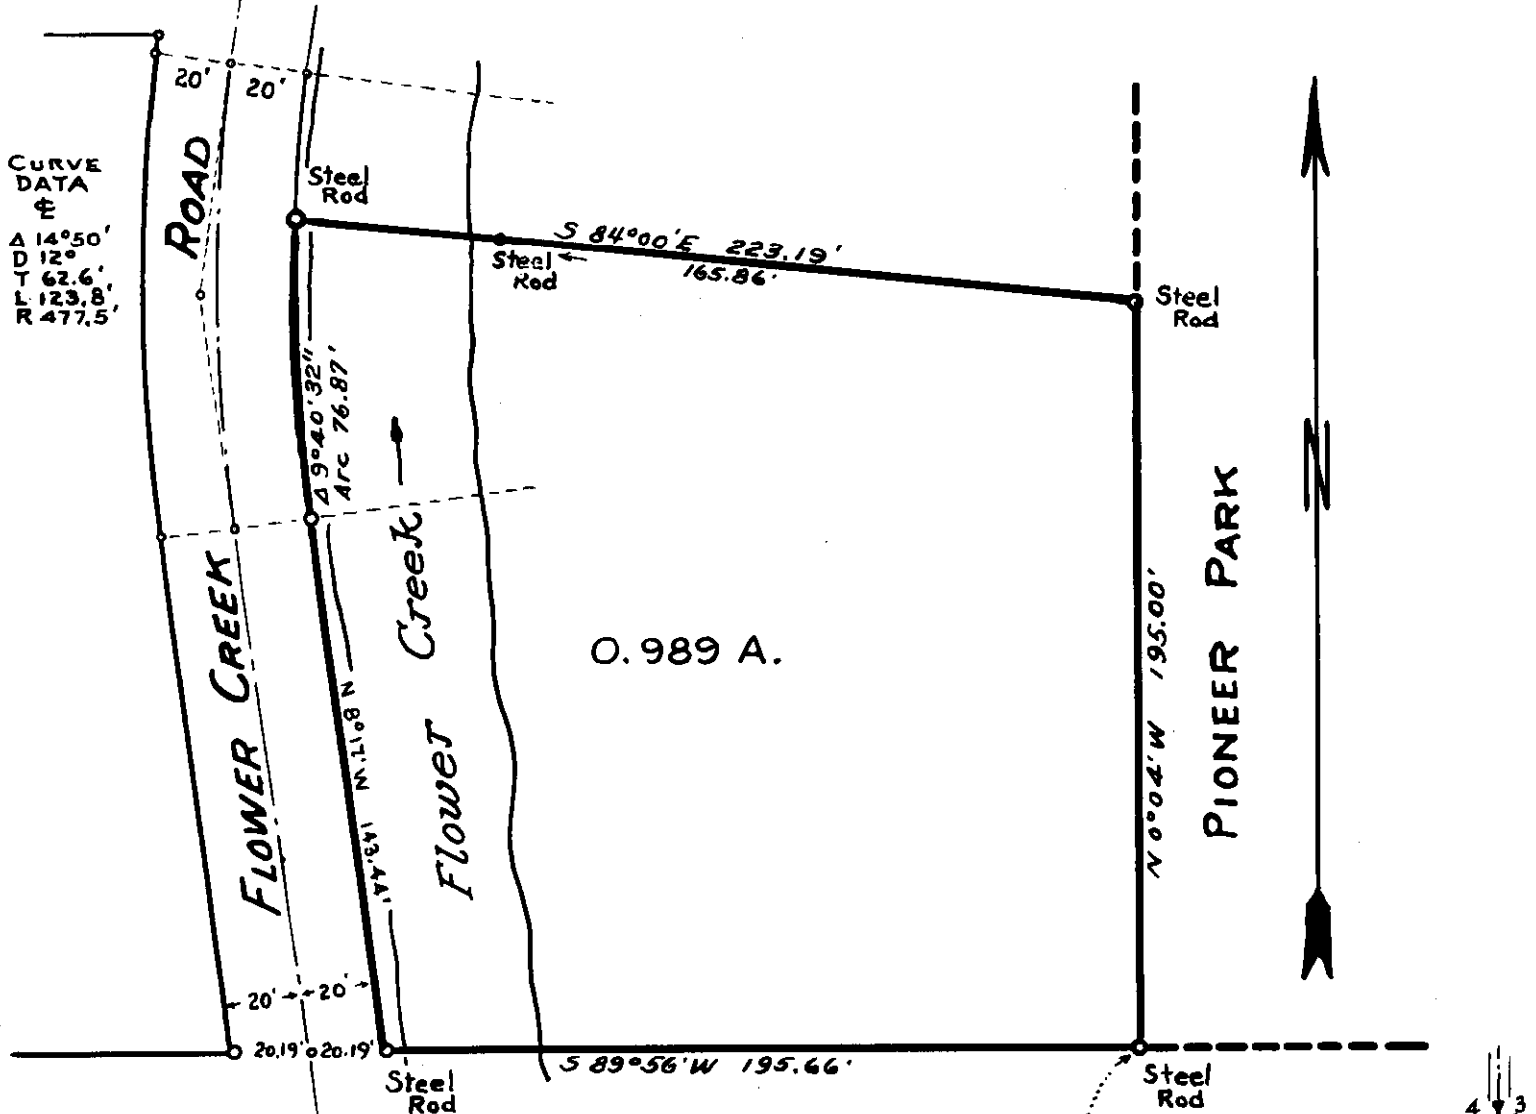 20' 20'
CURVE
DATA
℄
Δ 14°50'
D 12°
T 62.6'
L 123.8'
R 477.5'
ROAD
Steel
Rod
S 84°00'E 223.19'
165.86'
Steel
Rod
Steel
Rod
Δ 9°40'32"
Arc 76.87'
N
FLOWER CREEK
Flower Creek
0.989 A.
N 8°17'W 143.44'
N 0°04'W 195.00'
PIONEER PARK
20' 20'
20.19' 20.19'
S 89°56'W 195.66'
Steel
Rod
Steel
Rod
4 3